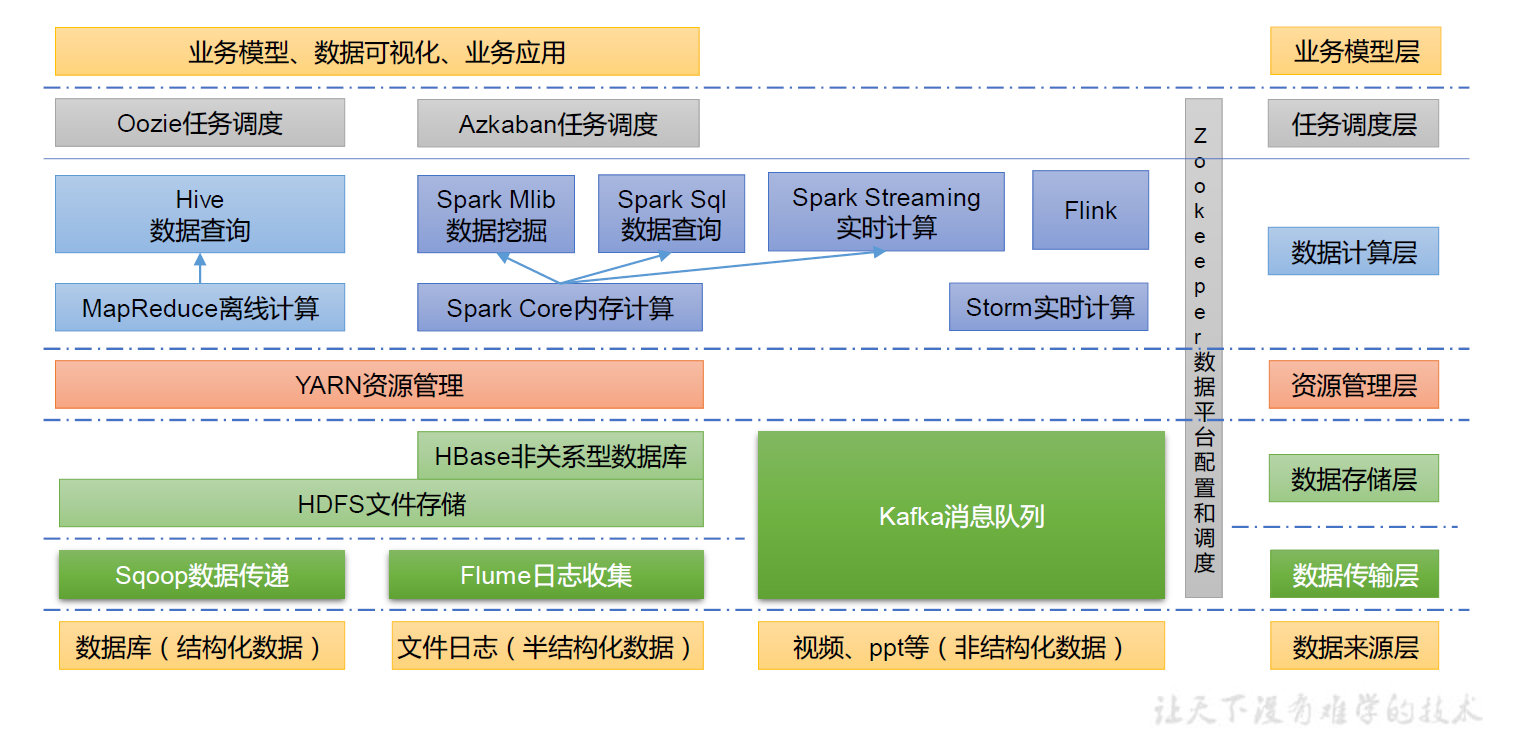 业务模型、数据可视化、业务应用
业务模型层
Oozie任务调度
Azkaban任务调度
任务调度层
Hive
数据查询
Spark Mlib
数据挖掘
Spark Sql
数据查询
Spark Streaming
实时计算
Flink
数据计算层
MapReduce离线计算
Spark Core内存计算
Storm实时计算
Zookeeper数据平台配置和调度
YARN资源管理
资源管理层
HBase非关系型数据库
HDFS文件存储
Kafka消息队列
数据存储层
Sqoop数据传递
Flume日志收集
数据传输层
数据库（结构化数据）
文件日志（半结构化数据）
视频、ppt等（非结构化数据）
数据来源层
让天下没有难学的技术